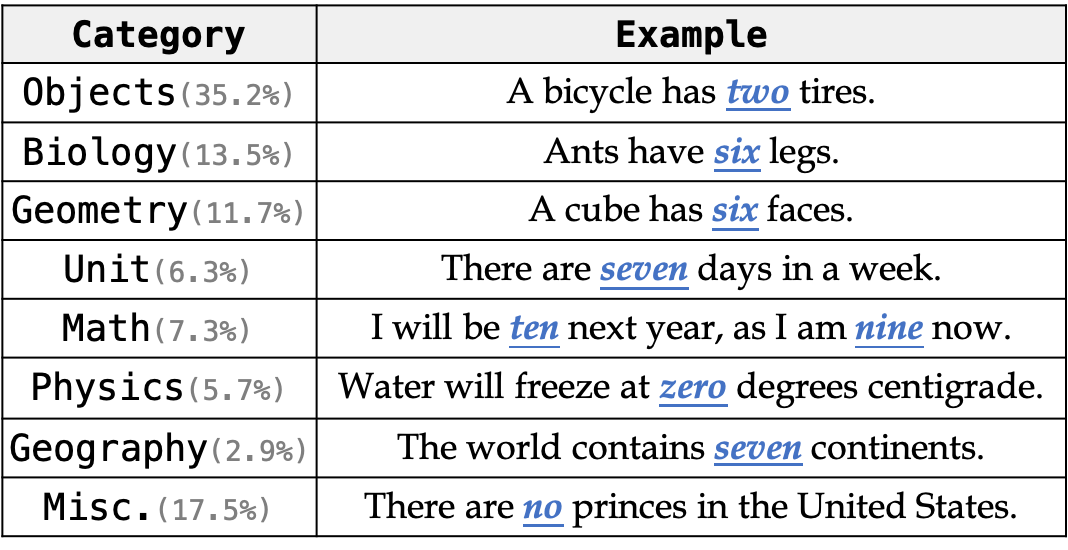 Category Example
Objects(35.2%) A bicycle has two tires.
Biology(13.5%) Ants have six legs.
Geometry(11.7%) A cube has six faces.
Unit(6.3%) There are seven days in a week.
Math(7.3%) I will be ten next year, as I am nine now.
Physics(5.7%) Water will freeze at zero degrees centigrade.
Geography(2.9%) The world contains seven continents.
Misc.(17.5%) There are no princes in the United States.